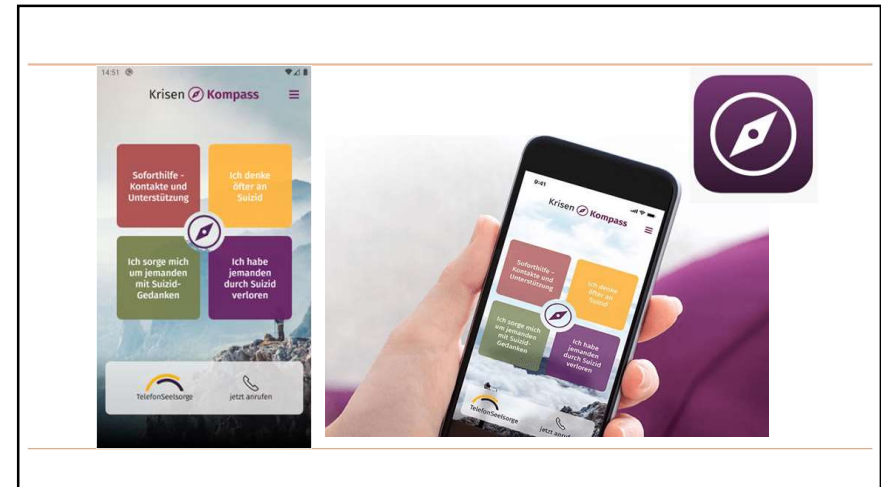 14:51
Krisen Kompass
Soforthilfe -
Kontakte und
Unterstützung
Ich denke
öfter an
Suizid
Ich sorge mich
um jemanden
mit Suizid-
Gedanken
Ich habe
jemanden
durch Suizid
verloren
TelefonSeelsorge
jetzt anrufen
9:41
Krisen Kompass
Soforthilfe -
Kontakte und
Unterstützung
Ich denke
öfter an
Suizid
Ich sorge mich
um jemanden
mit Suizid-
Gedanken
Ich habe
jemanden
durch Suizid
verloren
TelefonSeelsorge
jetzt anruf